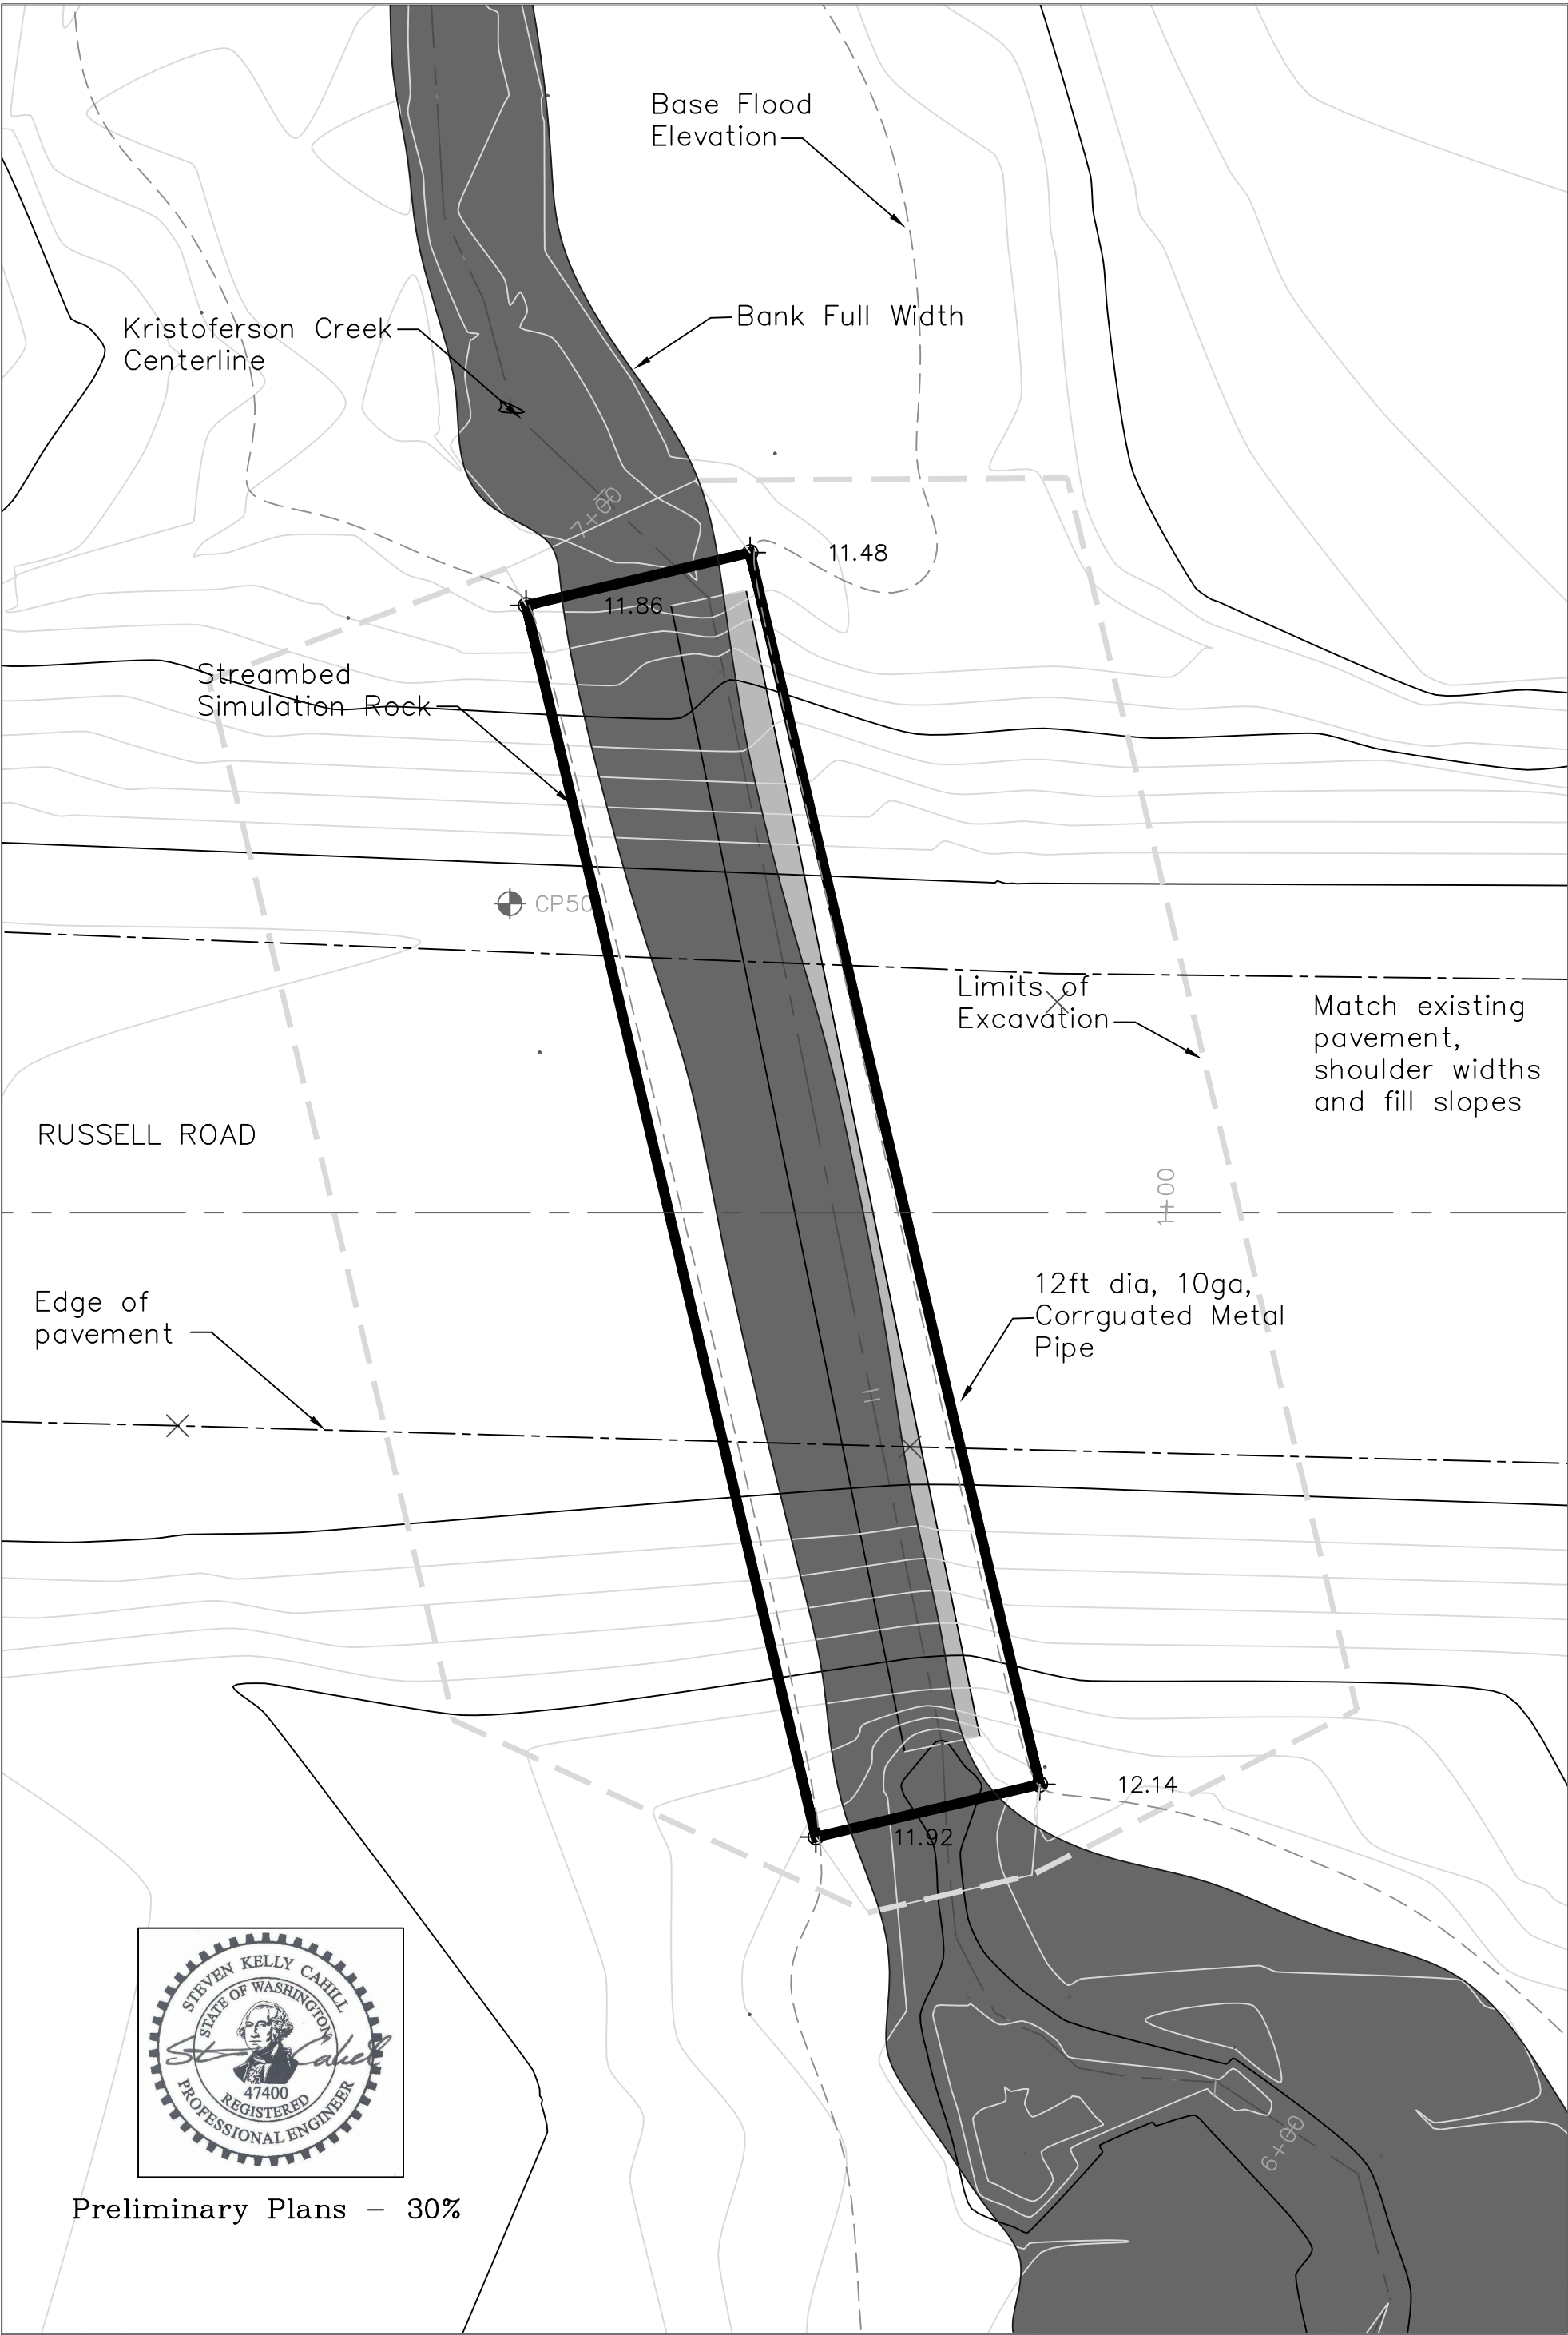 Base Flood
Elevation
Kristoferson Creek
Centerline
Bank Full Width
7+00
11.48
11.86
Streambed
Simulation Rock
CP50
Limits of
Excavation
Match existing
pavement,
shoulder widths
and fill slopes
RUSSELL ROAD
1+00
Edge of
pavement
12ft dia, 10ga,
Corrguated Metal
Pipe
12.14
11.92
STEVEN KELLY CAHILL
STATE OF WASHINGTON
47400
REGISTERED
PROFESSIONAL ENGINEER
6+00
Preliminary Plans - 30%